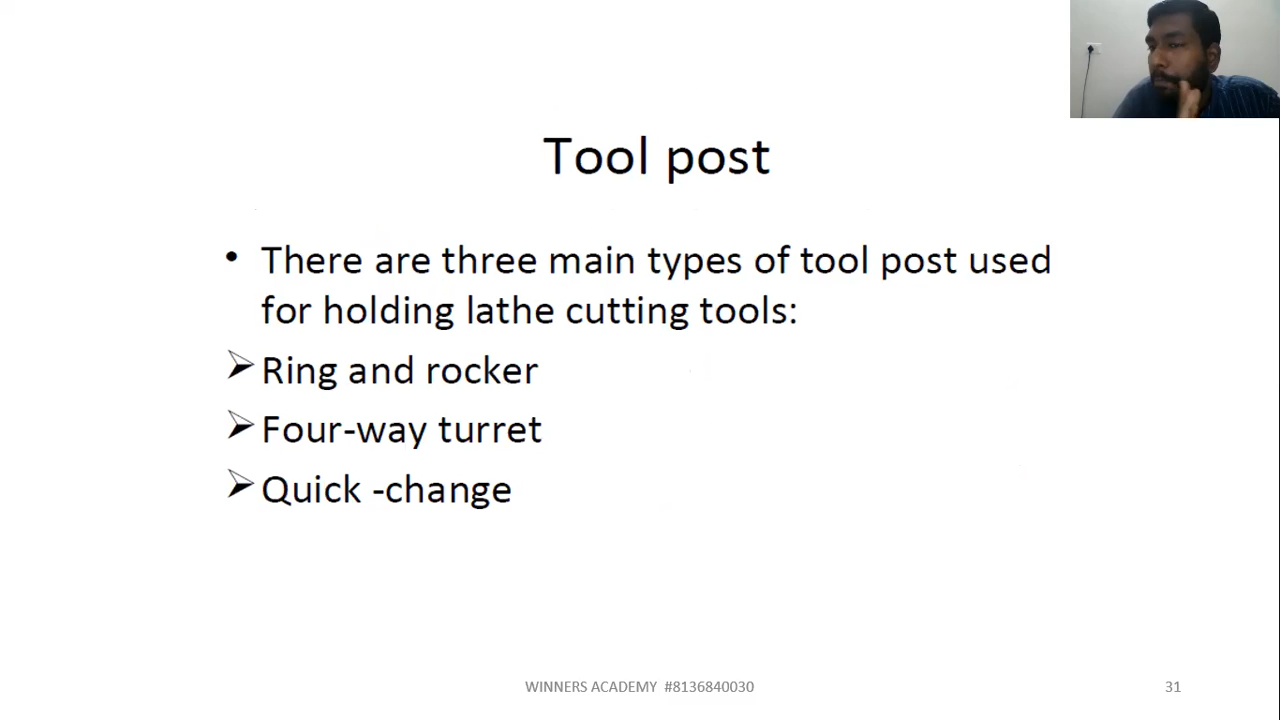 Tool post
• There are three main types of tool post used
for holding lathe cutting tools:
➢ Ring and rocker
➢ Four-way turret
➢ Quick -change
WINNERS ACADEMY #8136840030
31